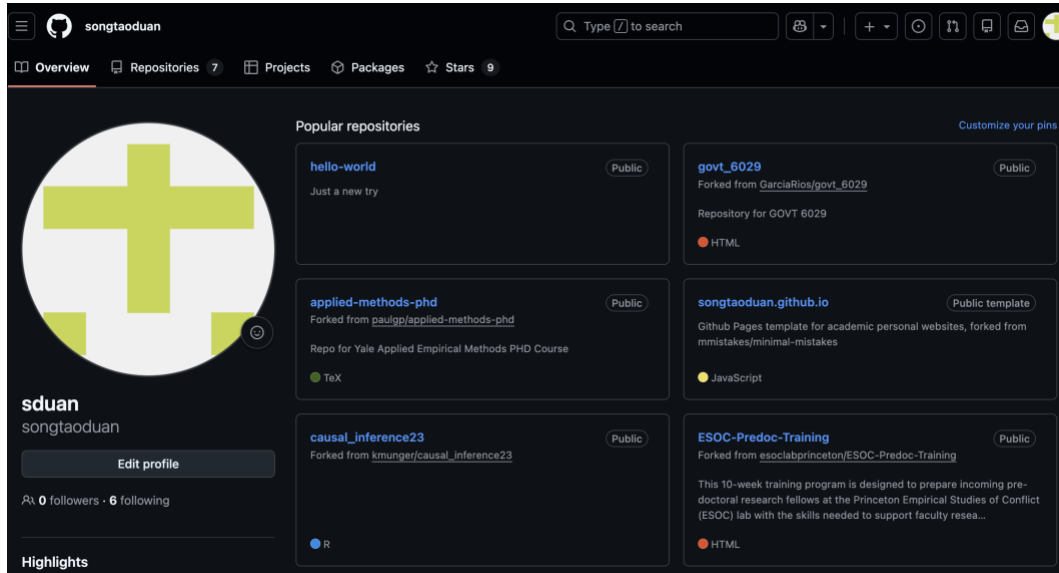 songtaoduan
Type / to search
Overview Repositories 7 Projects Packages Stars 9
Popular repositories
Customize your pins
hello-world Public
Just a new try
govt_6029 Public
Forked from GarciaRios/govt_6029
Repository for GOVT 6029
HTML
applied-methods-phd Public
Forked from paulgp/applied-methods-phd
Repo for Yale Applied Empirical Methods PHD Course
TeX
songtaoduan.github.io Public template
Github Pages template for academic personal websites, forked from
mmistakes/minimal-mistakes
JavaScript
causal_inference23 Public
Forked from kmunger/causal_inference23
R
ESOC-Predoc-Training Public
Forked from esoclabprinceton/ESOC-Predoc-Training
This 10-week training program is designed to prepare incoming pre-
doctoral research fellows at the Princeton Empirical Studies of Conflict
(ESOC) lab with the skills needed to support faculty resea...
HTML
sduan
songtaoduan
Edit profile
0 followers · 6 following
Highlights